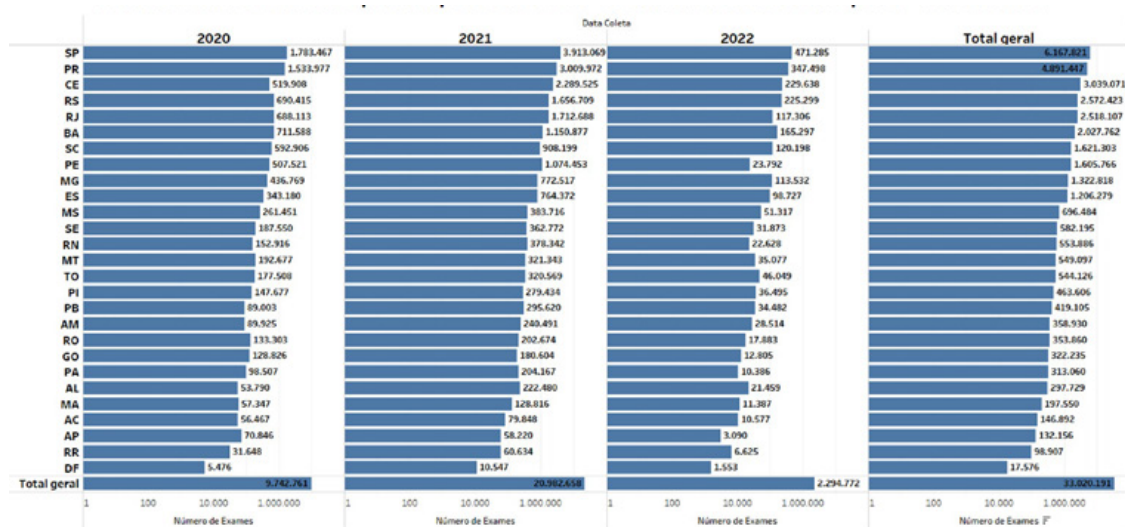 Data Coleta
2020 2021 2022 Total geral
SP 1.783.467 3.913.069 471.285 6.167.821
PR 1.533.977 3.009.972 347.498 4.891.447
CE 519.908 2.289.525 229.638 3.039.071
RS 690.415 1.656.709 225.299 2.572.423
RJ 688.113 1.712.688 117.306 2.518.107
BA 711.588 1.150.877 165.297 2.027.762
SC 592.906 908.199 120.198 1.621.303
PE 507.521 1.074.453 23.792 1.605.766
MG 436.769 772.517 113.532 1.322.818
ES 343.180 764.372 98.727 1.206.279
MS 261.451 383.716 51.317 696.484
SE 187.550 362.772 31.873 582.195
RN 152.916 378.342 22.628 553.886
MT 192.677 321.343 35.077 549.097
TO 177.508 320.569 46.049 544.126
PI 147.677 279.434 36.495 463.606
PB 89.003 295.620 34.482 419.105
AM 89.925 240.491 28.514 358.930
RO 133.303 202.674 17.883 353.860
GO 128.826 180.604 12.805 322.235
PA 98.507 204.167 10.386 313.060
AL 53.790 222.480 21.459 297.729
MA 57.347 128.816 11.387 197.550
AC 56.467 79.848 10.577 146.892
AP 70.846 58.220 3.090 132.156
RR 31.648 60.634 6.625 98.907
DF 5.476 10.547 1.553 17.576
Total geral 9.742.761 20.982.658 2.294.772 33.020.191
1 100 10.000 1.000.000 1 100 10.000 1.000.000 1 100 10.000 1.000.000 1 100 10.000 1.000.000
Número de Exames Número de Exames Número de Exames Número de Exames